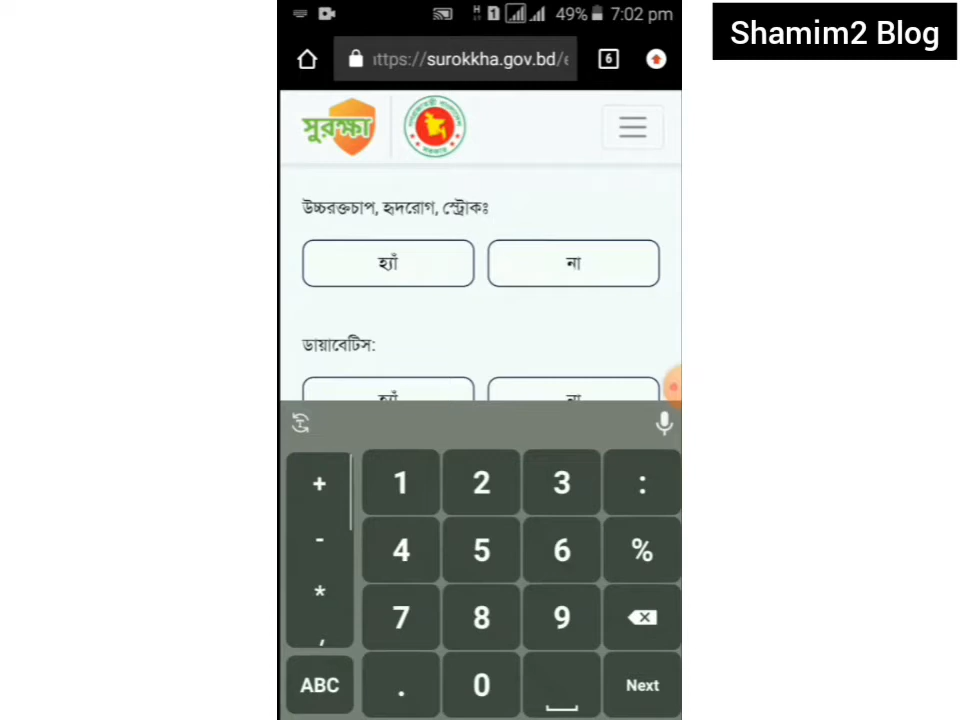 49% 7:02 pm
Shamim2 Blog
ttps://surokkha.gov.bd/e
6
সুরক্ষা
উচ্চরক্তচাপ, হৃদরোগ, স্ট্রোকঃ
হ্যাঁ না
ডায়াবেটিস:
হ্যাঁ না
+ 1 2 3 :
- 4 5 6 %
* 7 8 9
,
ABC . 0 Next